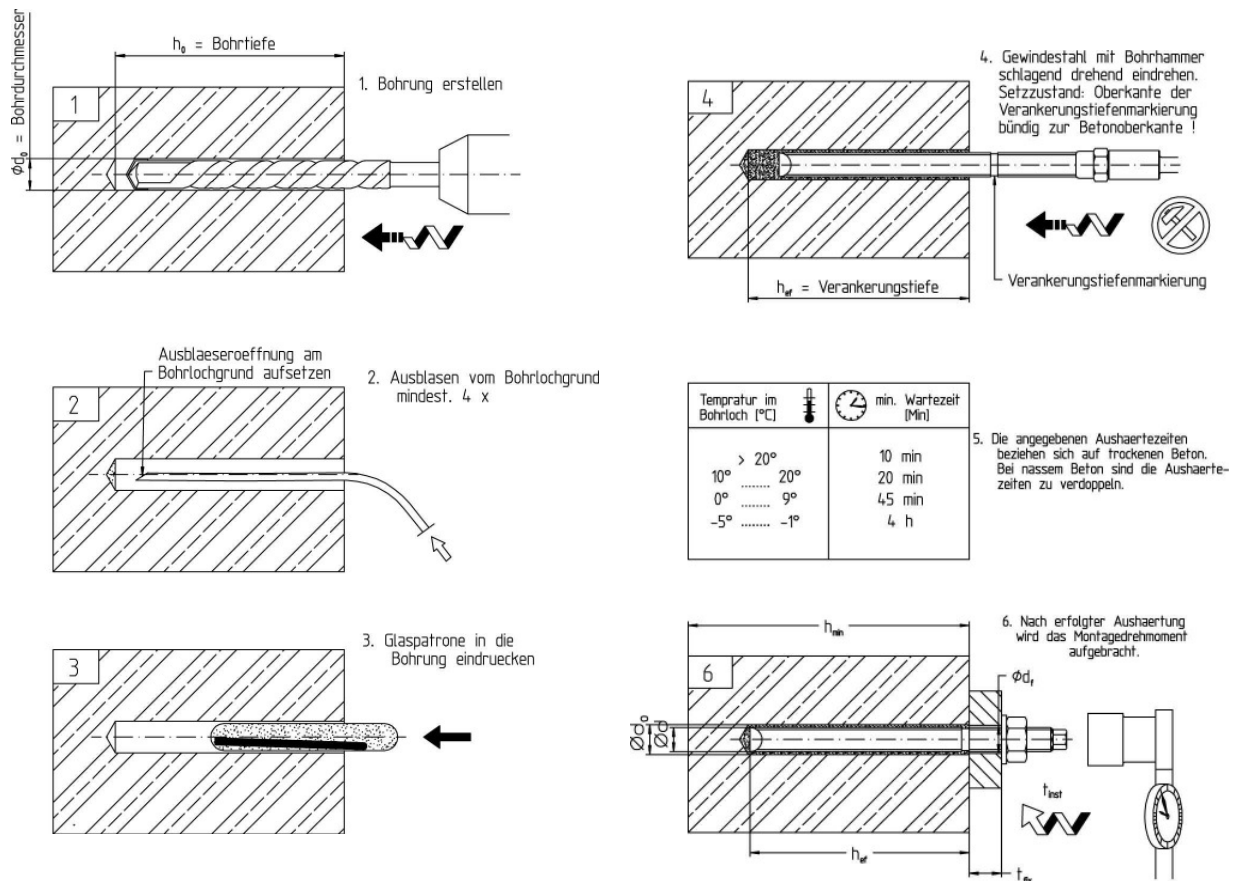 h₀ = Bohrtiefe
Ød₀ = Bohrdurchmesser
1
1. Bohrung erstellen
Ausblaeseroeffnung am
Bohrlochgrund aufsetzen
2
2. Ausblasen vom Bohrlochgrund
mindest. 4 x
3
3. Glaspatrone in die
Bohrung eindruecken
4
4. Gewindestahl mit Bohrhammer
schlagend drehend eindrehen.
Setzzustand: Oberkante der
Verankerungstiefenmarkierung
bündig zur Betonoberkante !
hef = Verankerungstiefe
Verankerungstiefenmarkierung
Tempratur im
Bohrloch [°C]
min. Wartezeit
[Min]
> 20° 10 min
10° ........ 20° 20 min
0° ........ 9° 45 min
-5° ........ -1° 4 h
5. Die angegebenen Aushaertezeiten
beziehen sich auf trockenen Beton.
Bei nassem Beton sind die Aushaerte-
zeiten zu verdoppeln.
6. Nach erfolgter Aushaertung
wird das Montagedrehmoment
aufgebracht.
hmin
6
Ødf
Ød₀
Ød
tinst
hef